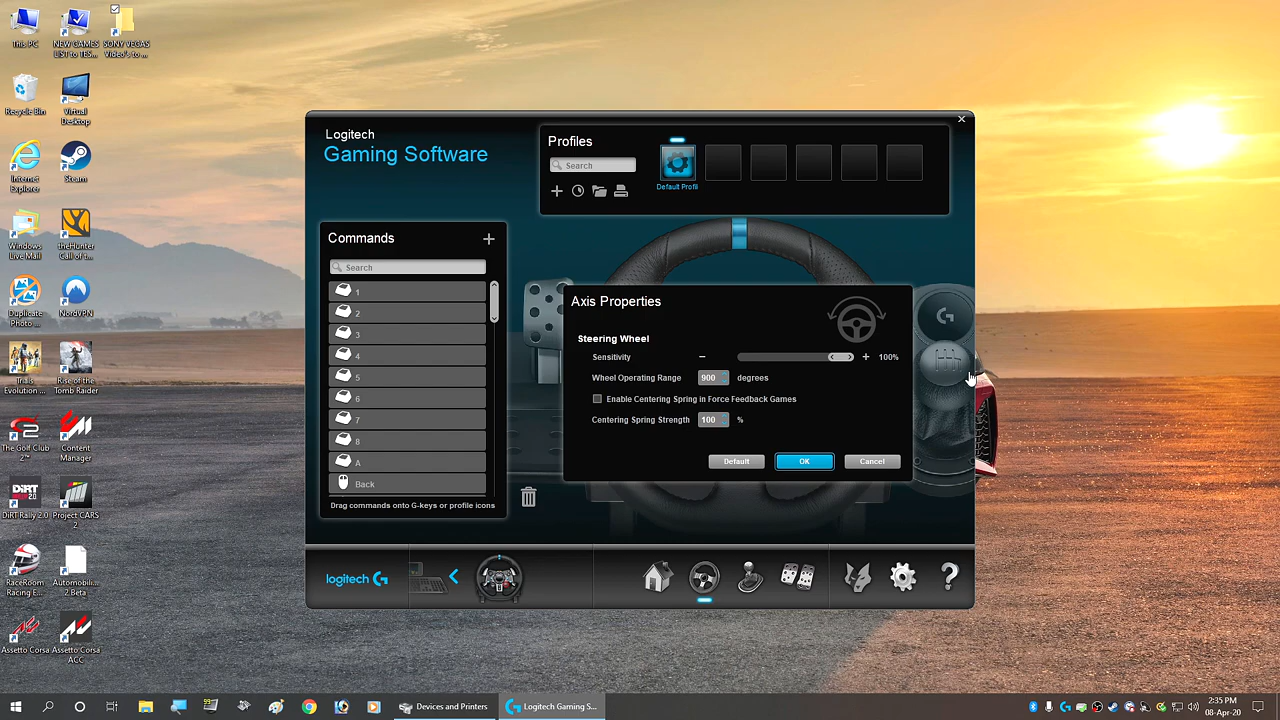 This PC
NEW GAMES
LIST to TES...
SONY VEGAS
Video's to ...
Recycle Bin
Virtual
Desktop
Internet
Explorer
Steam
Windows
Live Mail
theHunter
Call of t...
Duplicate
Photo ...
NordVPN
Trials
Evolution ...
Rise of the
Tomb Raider
The Golf Club
2™
Content
Manager
DiRT Rally 2.0
Project CARS
2
RaceRoom
Racing E...
Automobil...
2 Beta
Assetto Corsa
Assetto Corsa
ACC
Logitech
Gaming Software
Profiles
Search
Default Profil
Commands
Search
1
2
3
4
5
6
7
8
A
Back
Drag commands onto G-keys or profile icons
Axis Properties
Steering Wheel
Sensitivity
100%
Wheel Operating Range 900 degrees
Enable Centering Spring in Force Feedback Games
Centering Spring Strength 100 %
Default
OK
Cancel
logitech G
Devices and Printers
Logitech Gaming S...
2:35 PM
08-Apr-20